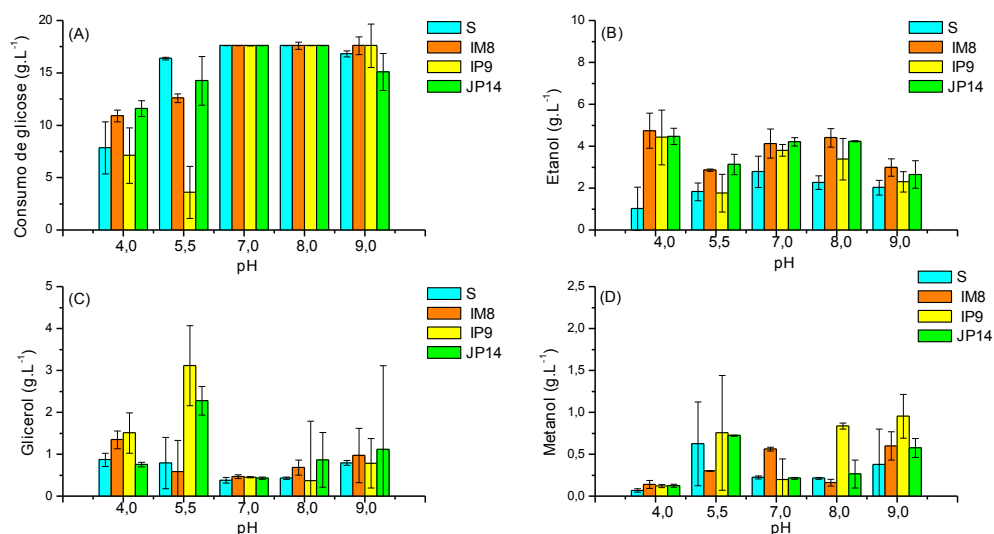 (A)
S
IM8
IP9
JP14
20
15
10
5
0
Consumo de glicose (g.L⁻¹)
4,0 5,5 7,0 8,0 9,0
pH
(B)
S
IM8
IP9
JP14
10
8
6
4
2
0
Etanol (g.L⁻¹)
4,0 5,5 7,0 8,0 9,0
pH
(C)
S
IM8
IP9
JP14
5
4
3
2
1
0
Glicerol (g.L⁻¹)
4,0 5,5 7,0 8,0 9,0
pH
(D)
S
IM8
IP9
JP14
2,5
2,0
1,5
1,0
0,5
0,0
Metanol (g.L⁻¹)
4,0 5,5 7,0 8,0 9,0
pH